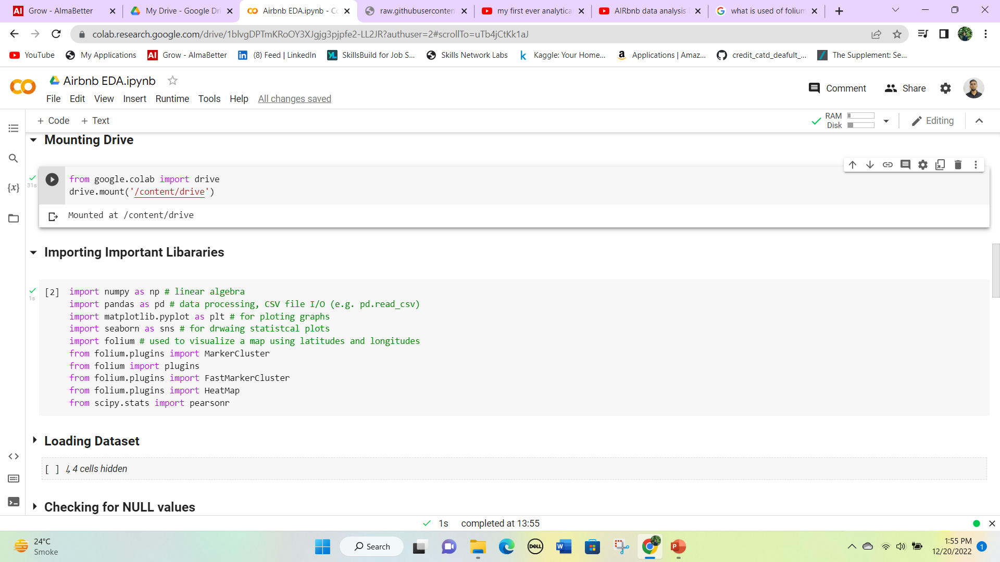 Grow - AlmaBetter
My Drive - Google Dri
Airbnb EDA.ipynb - Co
raw.githubuserconten
my first ever analytica
AIRbnb data analysis
what is used of folium
colab.research.google.com/drive/1blvgDPTmKRoOY3XJgjg3pjpfe2-LL2JR?authuser=2#scrollTo=uTb4jCtKk1aJ
YouTube
My Applications
Grow - AlmaBetter
(8) Feed | LinkedIn
SkillsBuild for Job S...
Skills Network Labs
Kaggle: Your Home...
Applications | Amaz...
credit_catd_deafult_...
The Supplement: Se...
Airbnb EDA.ipynb
File Edit View Insert Runtime Tools Help All changes saved
Comment
Share
+ Code + Text
RAM
Disk
Editing
Mounting Drive
31s
from google.colab import drive
drive.mount('/content/drive')
Mounted at /content/drive
Importing Important Libararies
1s
[2] import numpy as np # linear algebra
import pandas as pd # data processing, CSV file I/O (e.g. pd.read_csv)
import matplotlib.pyplot as plt # for ploting graphs
import seaborn as sns # for drwaing statistcal plots
import folium # used to visualize a map using latitudes and longitudes
from folium.plugins import MarkerCluster
from folium import plugins
from folium.plugins import FastMarkerCluster
from folium.plugins import HeatMap
from scipy.stats import pearsonr
Loading Dataset
[ ] ↳ 4 cells hidden
Checking for NULL values
1s completed at 13:55
24°C
Smoke
Search
DELL
1:55 PM
12/20/2022
1